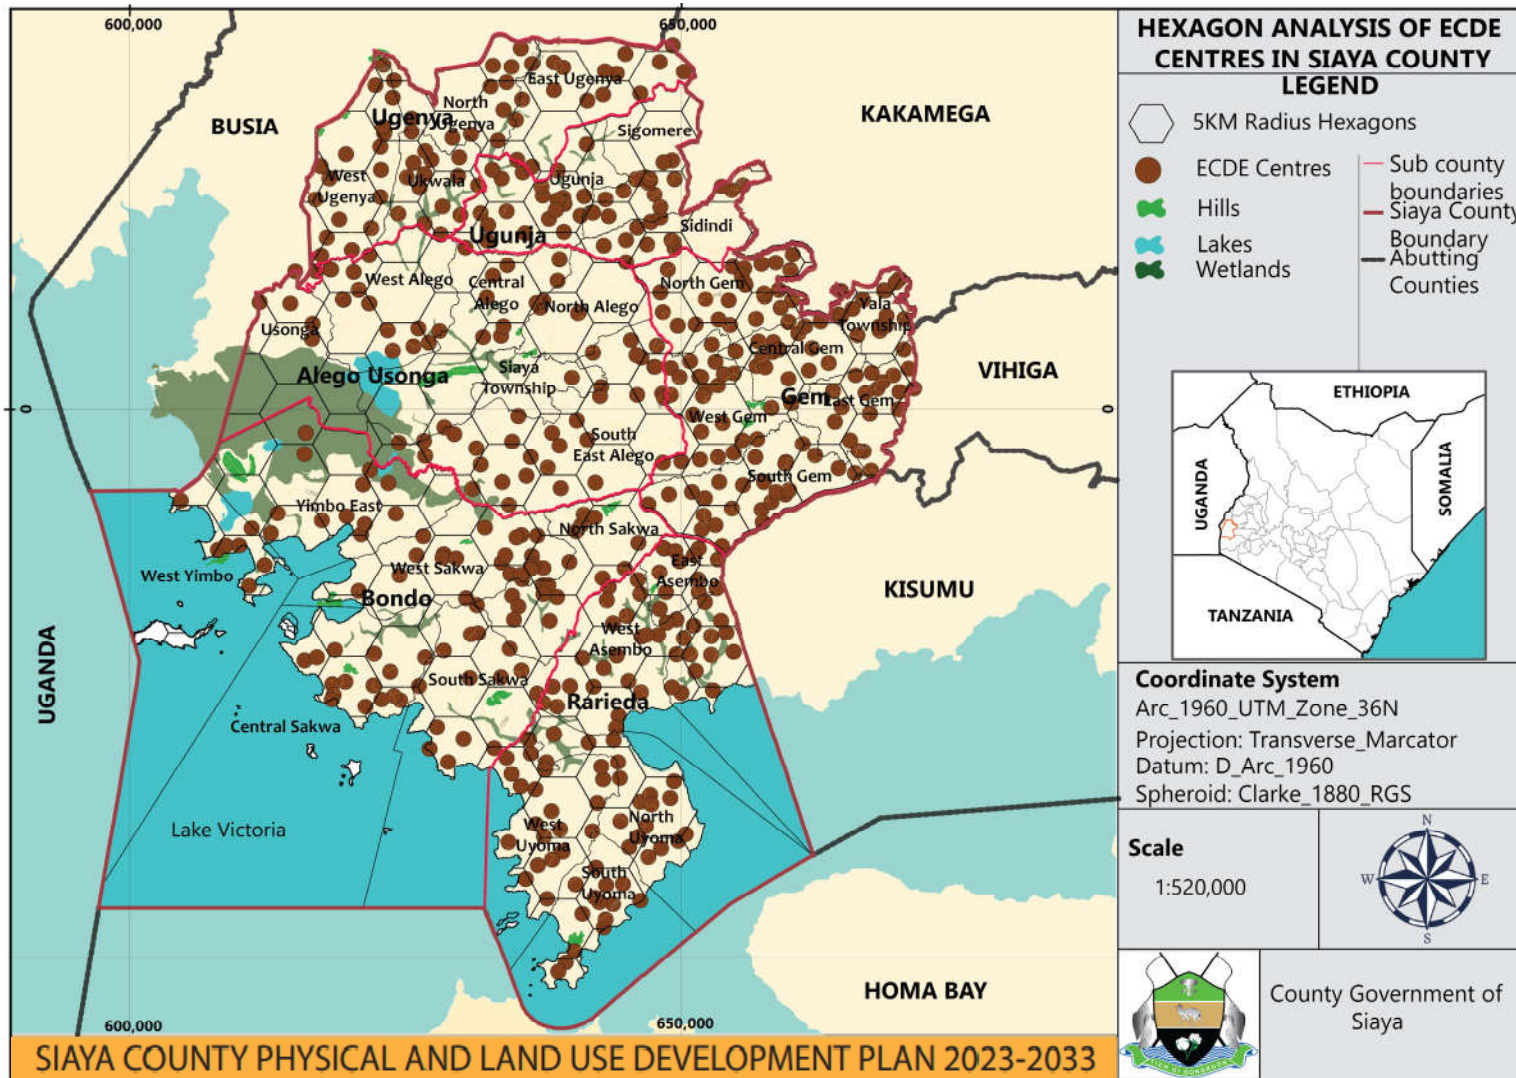 600,000
650,000
BUSIA
KAKAMEGA
VIHIGA
KISUMU
HOMA BAY
UGANDA
0
0
East Ugenya
North
Ugenya
Ugenya
Sigomere
West
Ugenya
Ukwala
Ugunja
Ugunja
Sidindi
West Alego
Central
Alego
North Alego
North Gem
Yala
Township
Usonga
Central Gem
Alego Usonga
Siaya
Township
Gem
East Gem
West Gem
South
East Alego
South Gem
Yimbo East
North Sakwa
West Yimbo
West Sakwa
East
Asembo
Bondo
West
Asembo
South Sakwa
Rarieda
Central Sakwa
Lake Victoria
West
Uyoma
North
Uyoma
South
Uyoma
600,000
650,000
SIAYA COUNTY PHYSICAL AND LAND USE DEVELOPMENT PLAN 2023-2033
HEXAGON ANALYSIS OF ECDE
CENTRES IN SIAYA COUNTY
LEGEND
5KM Radius Hexagons
ECDE Centres
Hills
Lakes
Wetlands
Sub county
boundaries
Siaya County
Boundary
Abutting
Counties
ETHIOPIA
UGANDA
SOMALIA
TANZANIA
Coordinate System
Arc_1960_UTM_Zone_36N
Projection: Transverse_Marcator
Datum: D_Arc_1960
Spheroid: Clarke_1880_RGS
Scale
1:520,000
N
W
E
S
County Government of
Siaya